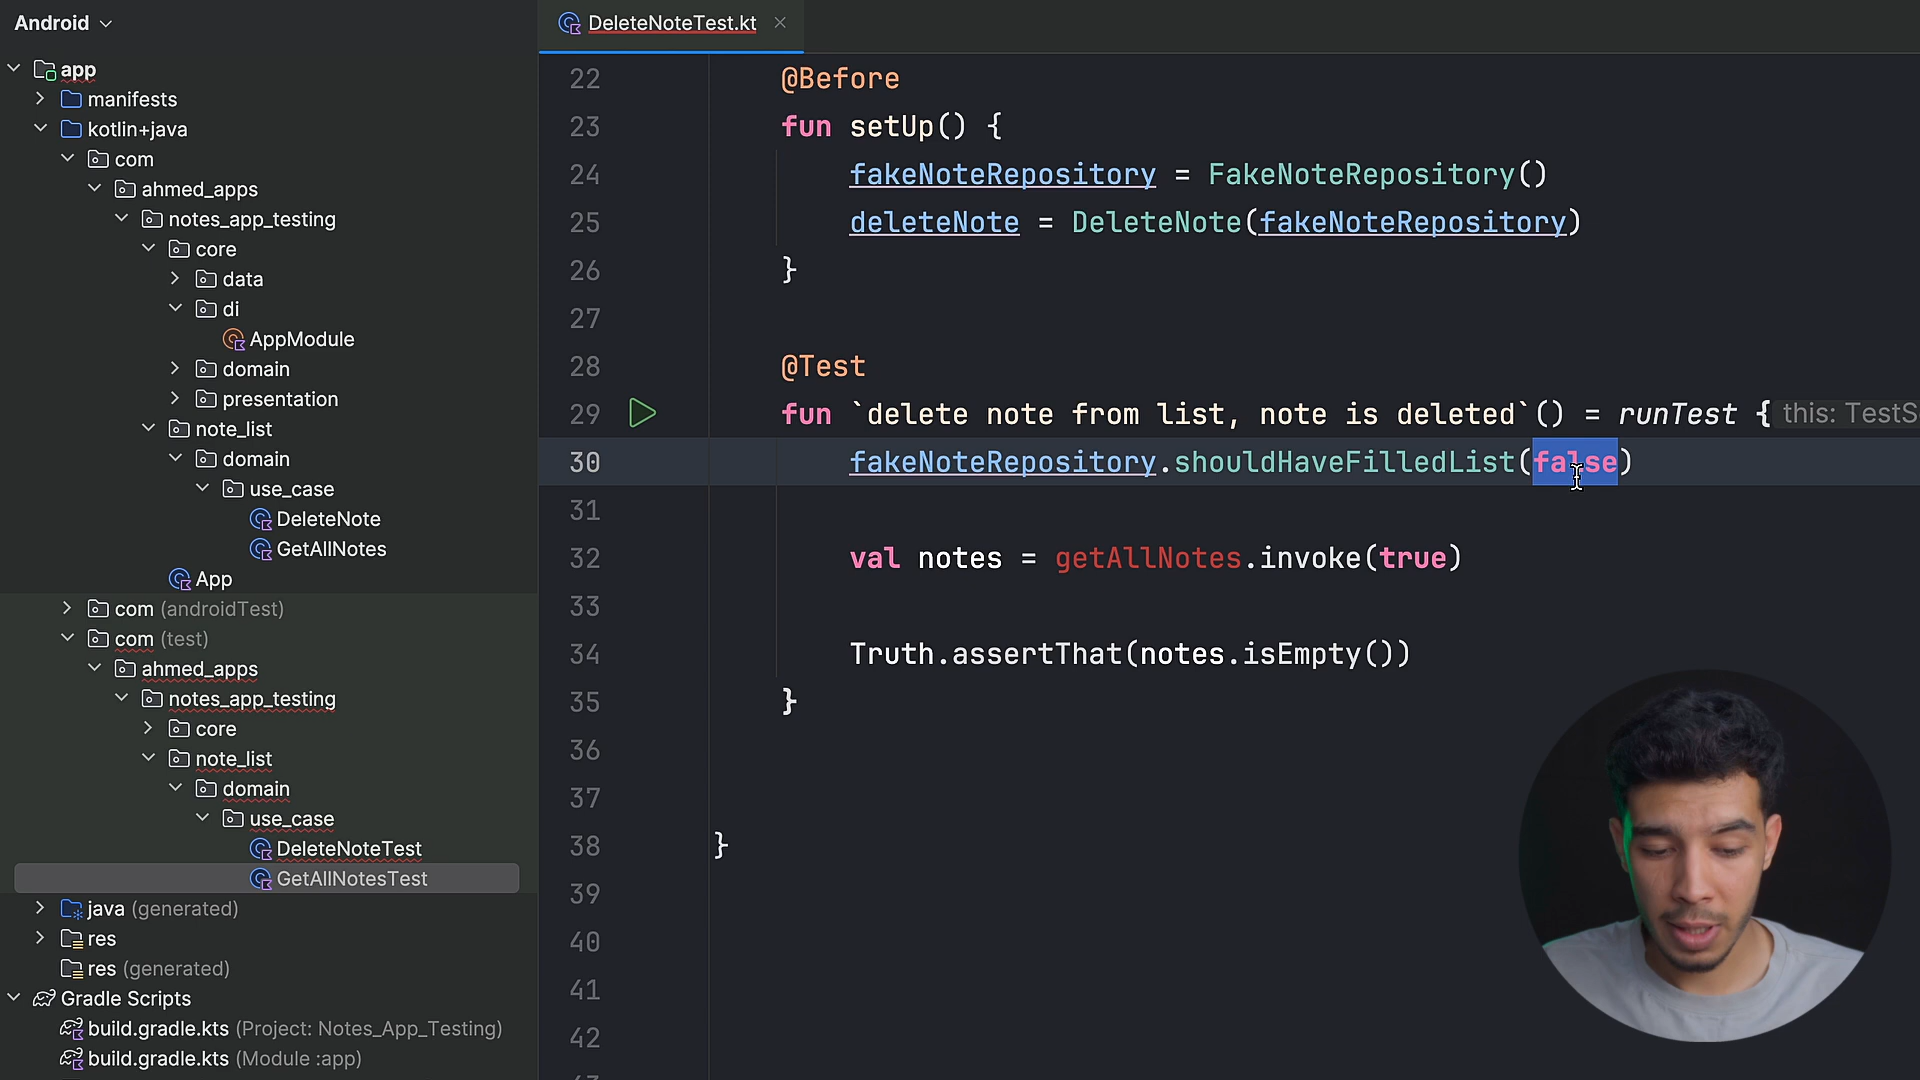 Android
app
manifests
kotlin+java
com
ahmed_apps
notes_app_testing
core
data
di
AppModule
domain
presentation
note_list
domain
use_case
DeleteNote
GetAllNotes
App
com (androidTest)
com (test)
ahmed_apps
notes_app_testing
core
note_list
domain
use_case
DeleteNoteTest
GetAllNotesTest
java (generated)
res
res (generated)
Gradle Scripts
build.gradle.kts (Project: Notes_App_Testing)
build.gradle.kts (Module :app)
DeleteNoteTest.kt
22 @Before
23 fun setUp() {
24 fakeNoteRepository = FakeNoteRepository()
25 deleteNote = DeleteNote(fakeNoteRepository)
26 }
27
28 @Test
29 fun `delete note from list, note is deleted`() = runTest { this: TestS
30 fakeNoteRepository.shouldHaveFilledList(false)
31
32 val notes = getAllNotes.invoke(true)
33
34 Truth.assertThat(notes.isEmpty())
35 }
36
37
38 }
39
40
41
42